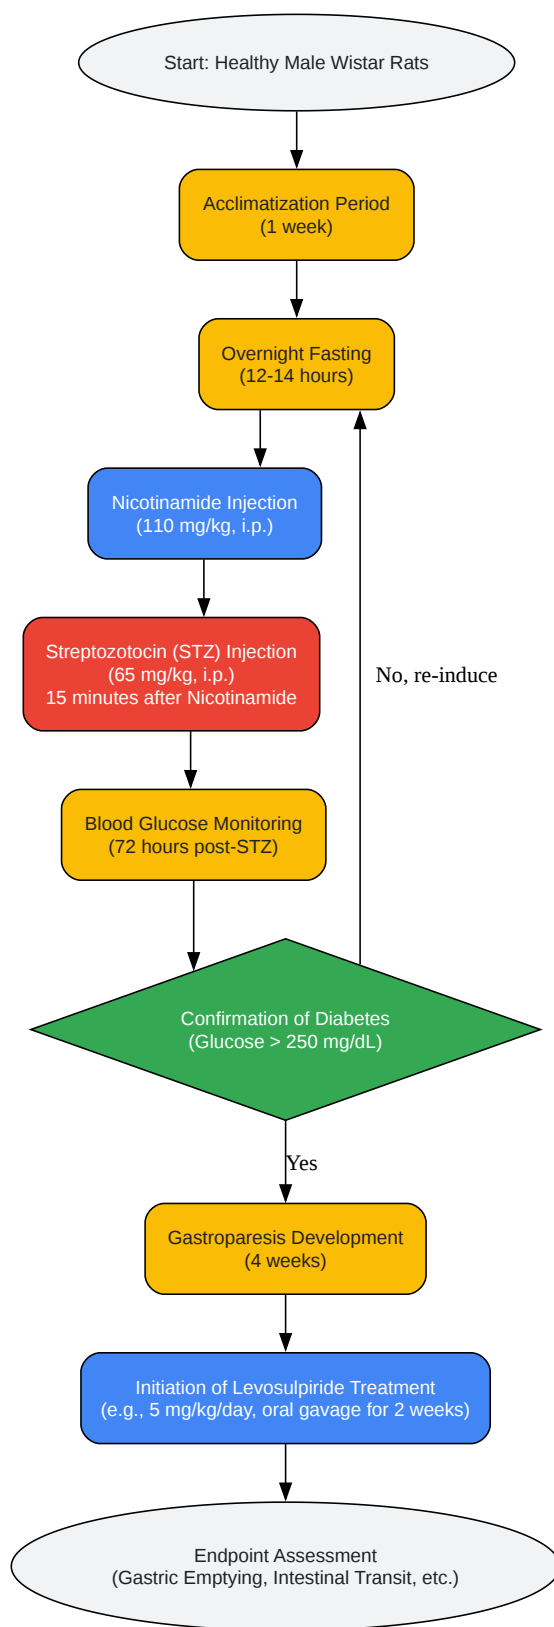 Start: Healthy Male Wistar Rats
Acclimatization Period
(1 week)
Overnight Fasting
(12-14 hours)
Nicotinamide Injection
(110 mg/kg, i.p.)
Streptozotocin (STZ) Injection
(65 mg/kg, i.p.)
15 minutes after Nicotinamide
No, re-induce
Blood Glucose Monitoring
(72 hours post-STZ)
Confirmation of Diabetes
(Glucose > 250 mg/dL)
Yes
Gastroparesis Development
(4 weeks)
Initiation of Levosulpiride Treatment
(e.g., 5 mg/kg/day, oral gavage for 2 weeks)
Endpoint Assessment
(Gastric Emptying, Intestinal Transit, etc.)